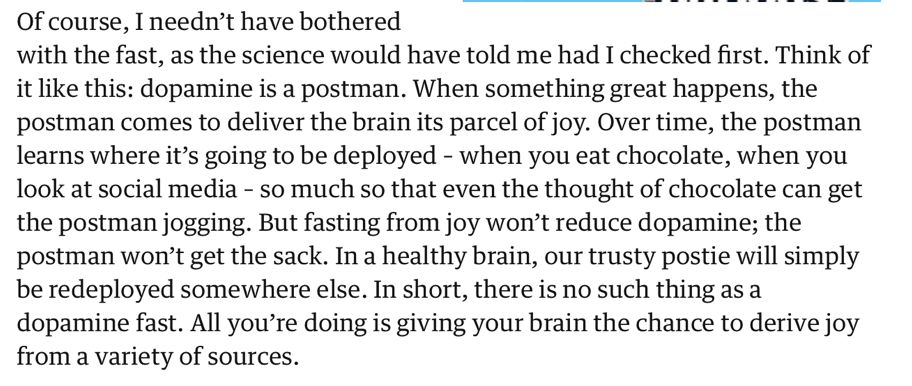 Of course, I needn’t have bothered
with the fast, as the science would have told me had I checked first. Think of
it like this: dopamine is a postman. When something great happens, the
postman comes to deliver the brain its parcel of joy. Over time, the postman
learns where it’s going to be deployed – when you eat chocolate, when you
look at social media – so much so that even the thought of chocolate can get
the postman jogging. But fasting from joy won’t reduce dopamine; the
postman won’t get the sack. In a healthy brain, our trusty postie will simply
be redeployed somewhere else. In short, there is no such thing as a
dopamine fast. All you’re doing is giving your brain the chance to derive joy
from a variety of sources.